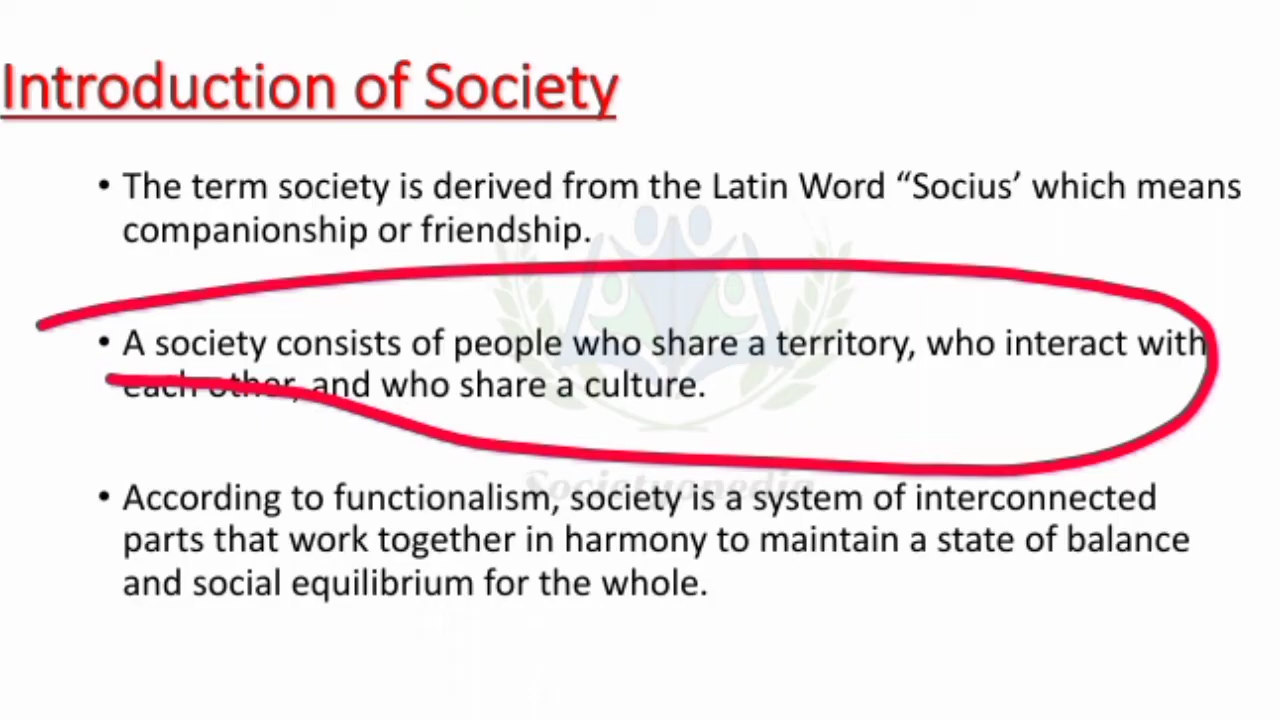 Introduction of Society
• The term society is derived from the Latin Word “Socius’ which means
companionship or friendship.
• A society consists of people who share a territory, who interact with
each other, and who share a culture.
Societyopedia
• According to functionalism, society is a system of interconnected
parts that work together in harmony to maintain a state of balance
and social equilibrium for the whole.